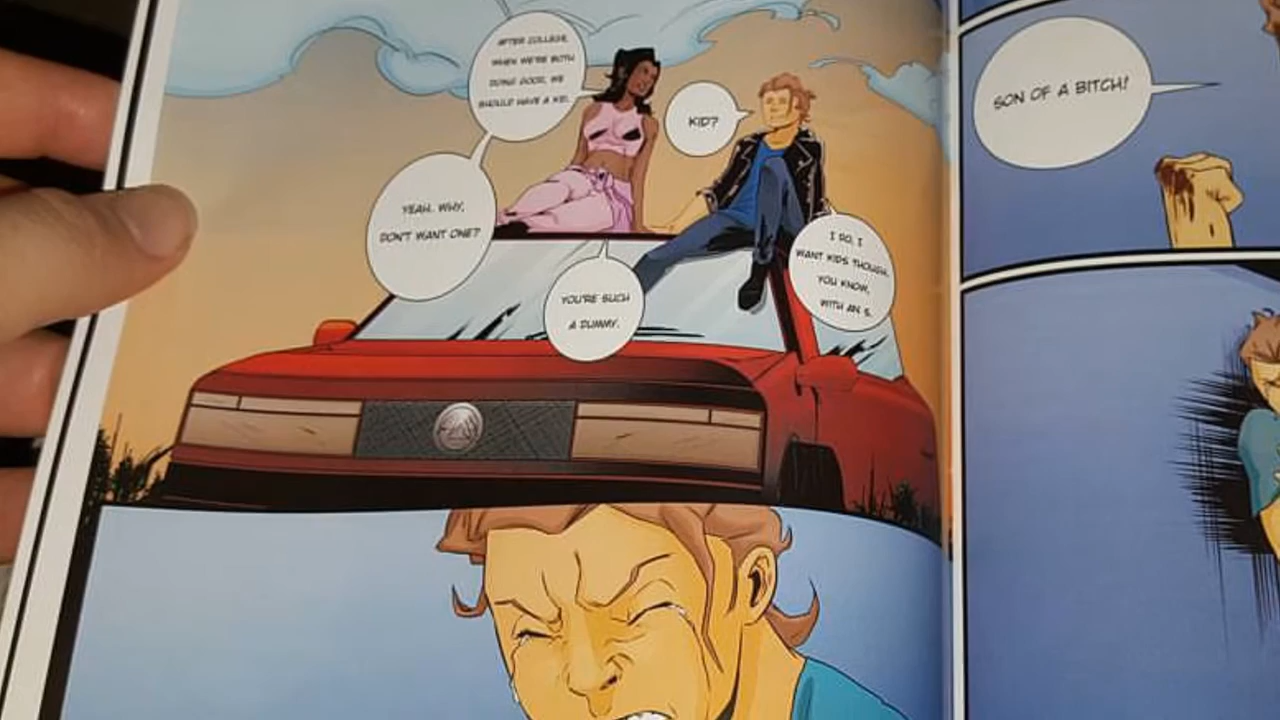 AFTER COLLEGE,
WHEN WE'RE BOTH
DOING GOOD, WE
SHOULD HAVE A KID.
KID?
YEAH. WHY,
DON'T WANT ONE?
I DO, I
WANT KIDS THOUGH.
YOU KNOW,
WITH AN S.
YOU'RE SUCH
A DUMMY.
SON OF A BITCH!